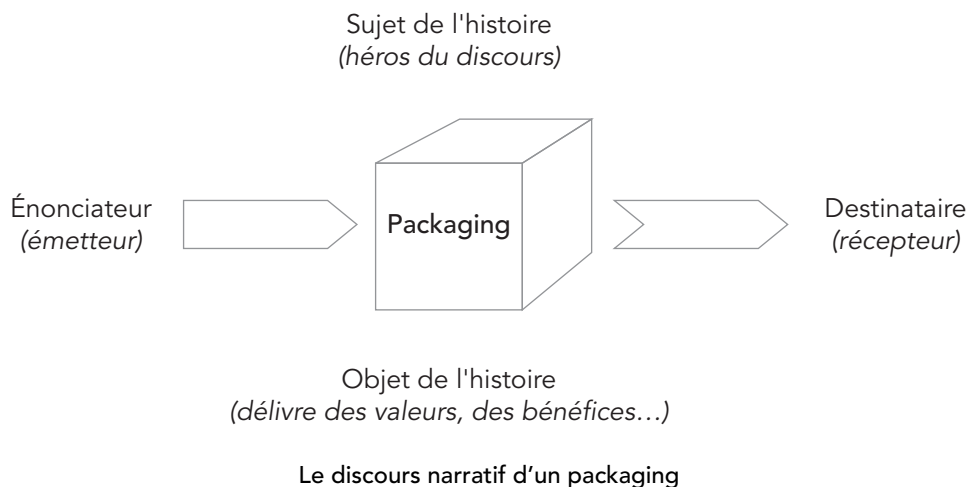 Sujet de l'histoire
(héros du discours)
Énonciateur
(émetteur)
Packaging
Destinataire
(récepteur)
Objet de l'histoire
(délivre des valeurs, des bénéfices…)
Le discours narratif d’un packaging